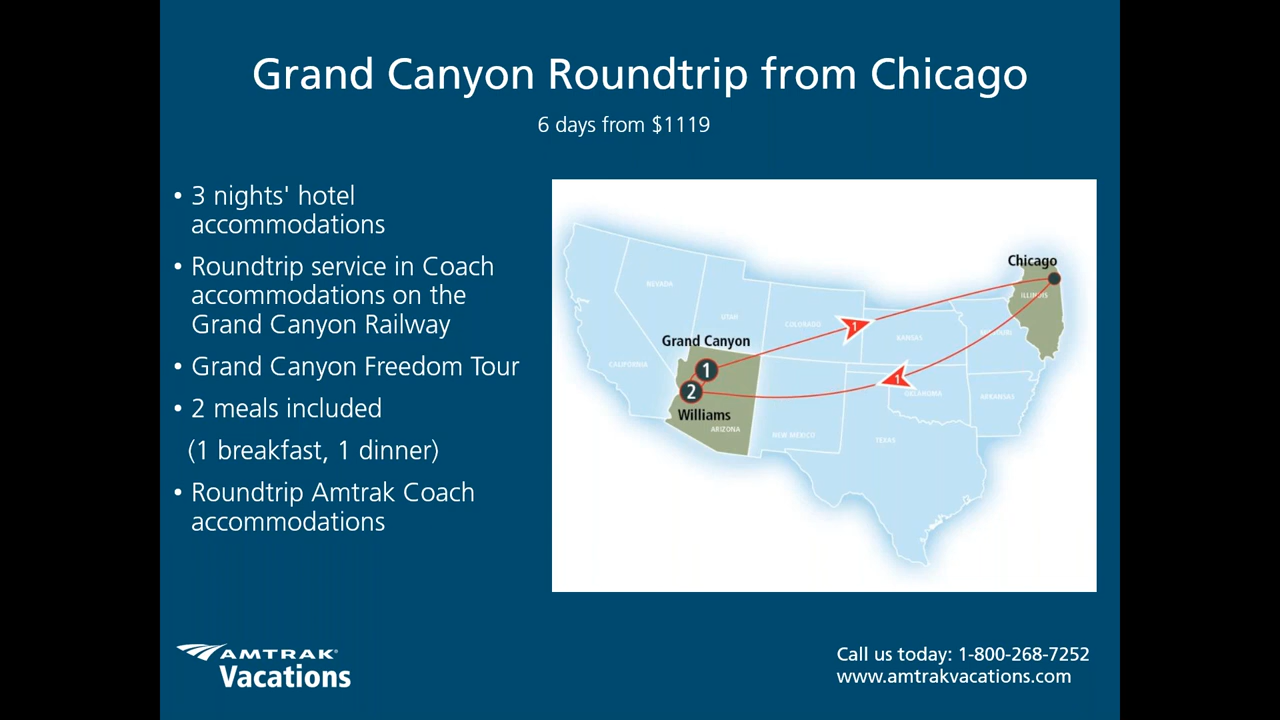 Grand Canyon Roundtrip from Chicago
6 days from $1119
• 3 nights' hotel
accommodations
• Roundtrip service in Coach
accommodations on the
Grand Canyon Railway
• Grand Canyon Freedom Tour
• 2 meals included
(1 breakfast, 1 dinner)
• Roundtrip Amtrak Coach
accommodations
Chicago
ILLINOIS
NEVADA
UTAH
COLORADO
1
KANSAS
MISSOURI
Grand Canyon
CALIFORNIA
1
2
1
OKLAHOMA
ARKANSAS
Williams
ARIZONA
NEW MEXICO
TEXAS
AMTRAK®
Vacations
Call us today: 1-800-268-7252
www.amtrakvacations.com